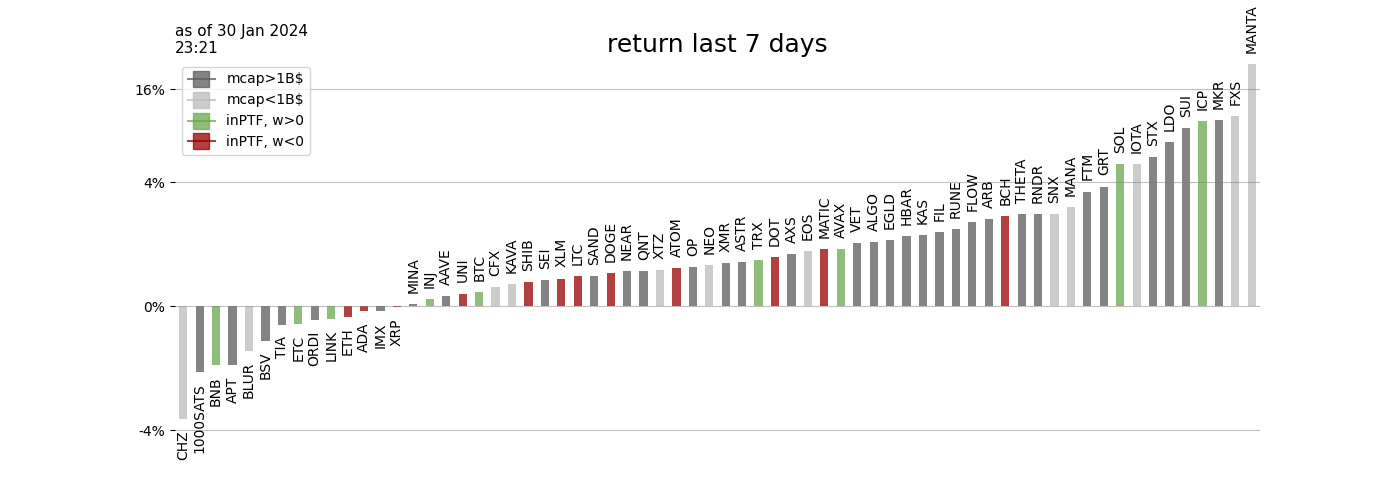 as of 30 Jan 2024
23:21
return last 7 days
mcap>1B$
mcap<1B$
inPTF, w>0
inPTF, w<0
16%
4%
0%
-4%
CHZ
1000SATS
BNB
APT
BLUR
BSV
TIA
ETC
ORDI
LINK
ETH
ADA
IMX
XRP
MINA
INJ
AAVE
UNI
BTC
CFX
KAVA
SHIB
SEI
XLM
LTC
SAND
DOGE
NEAR
QNT
XTZ
ATOM
OP
NEO
XMR
ASTR
TRX
DOT
AXS
EOS
MATIC
AVAX
VET
ALGO
EGLD
HBAR
KAS
FIL
RUNE
FLOW
ARB
BCH
THETA
RNDR
SNX
MANA
FTM
GRT
SOL
IOTA
STX
LDO
SUI
ICP
MKR
FXS
MANTA